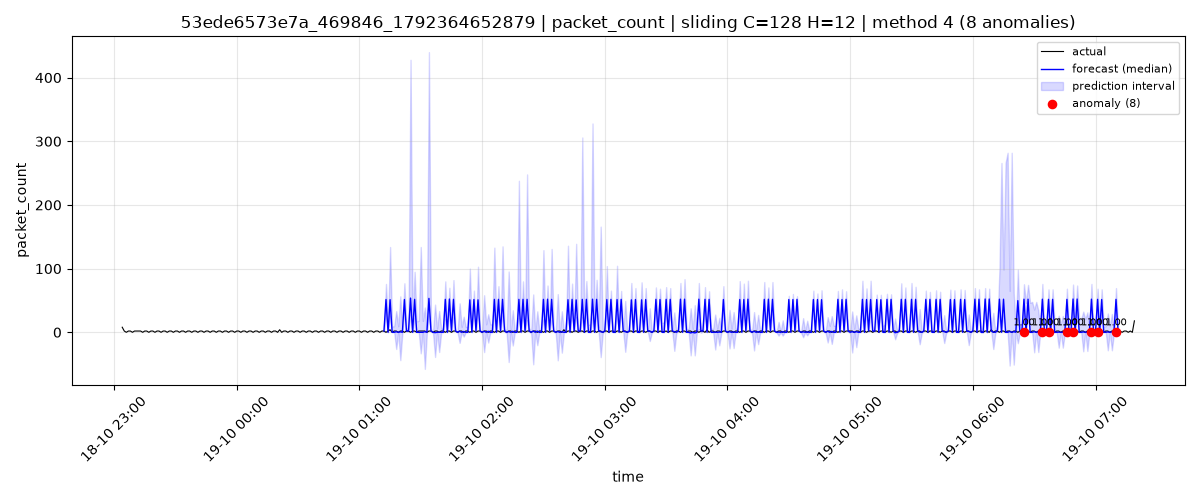 53ede6573e7a_469846_1792364652879 | packet_count | sliding C=128 H=12 | method 4 (8 anomalies)
packet_count
400
300
200
100
0
actual
forecast (median)
prediction interval
anomaly (8)
18-10 23:00
19-10 00:00
19-10 01:00
19-10 02:00
19-10 03:00
19-10 04:00
19-10 05:00
19-10 06:00
19-10 07:00
time